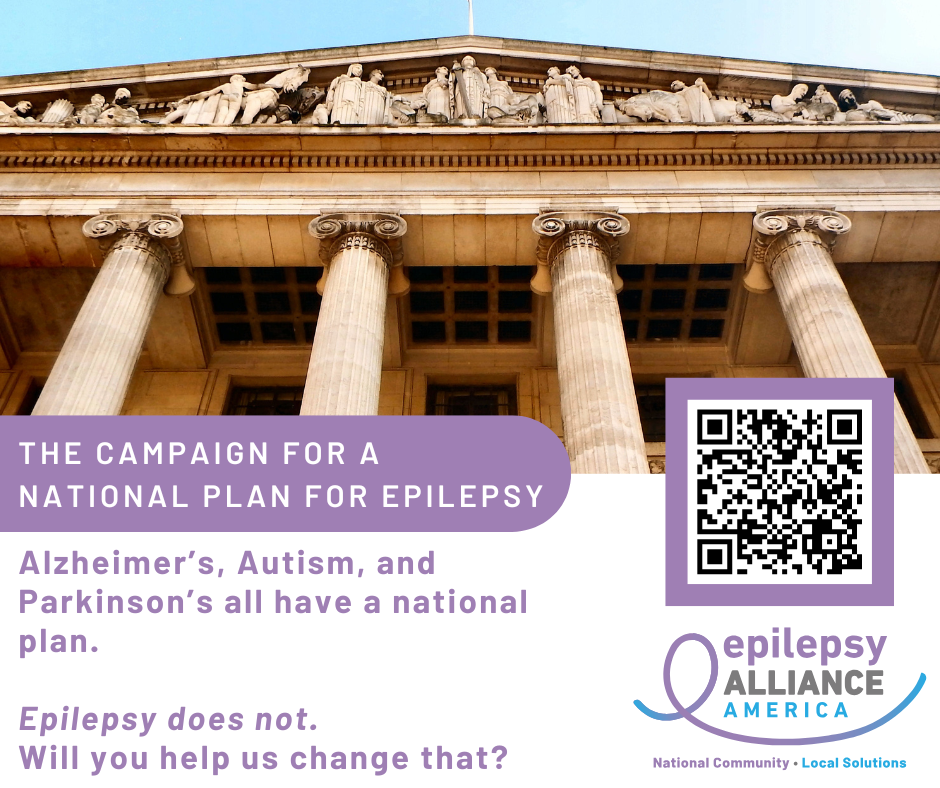 THE CAMPAIGN FOR A
NATIONAL PLAN FOR EPILEPSY
Alzheimer’s, Autism, and
Parkinson’s all have a national
plan.
Epilepsy does not.
Will you help us change that?
epilepsy
ALLIANCE
AMERICA
National Community • Local Solutions